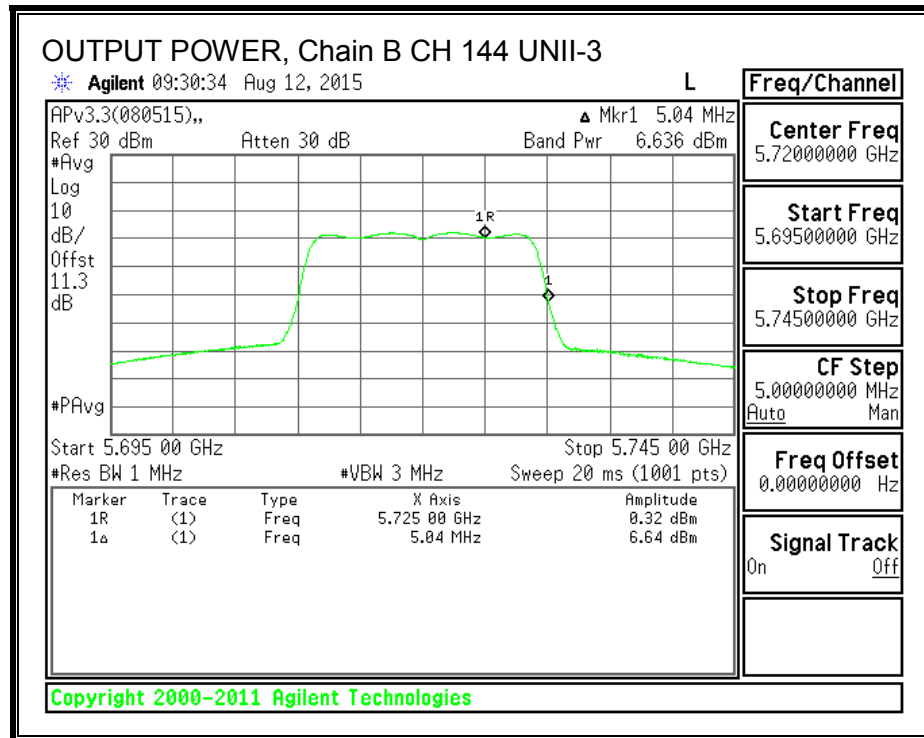 OUTPUT POWER, Chain B CH 144 UNII-3
Agilent 09:30:34 Aug 12, 2015 L
APv3.3(080515),, Δ Mkr1 5.04 MHz
Ref 30 dBm Atten 30 dB Band Pwr 6.636 dBm
#Avg
Log
10
dB/
Offst
11.3
dB
1R
1
#PAvg
Start 5.695 00 GHz Stop 5.745 00 GHz
#Res BW 1 MHz #VBW 3 MHz Sweep 20 ms (1001 pts)
Marker Trace Type X Axis Amplitude
1R (1) Freq 5.725 00 GHz 0.32 dBm
1Δ (1) Freq 5.04 MHz 6.64 dBm
Freq/Channel
Center Freq
5.72000000 GHz
Start Freq
5.69500000 GHz
Stop Freq
5.74500000 GHz
CF Step
5.00000000 MHz
Auto Man
Freq Offset
0.00000000 Hz
Signal Track
On Off
Copyright 2000-2011 Agilent Technologies